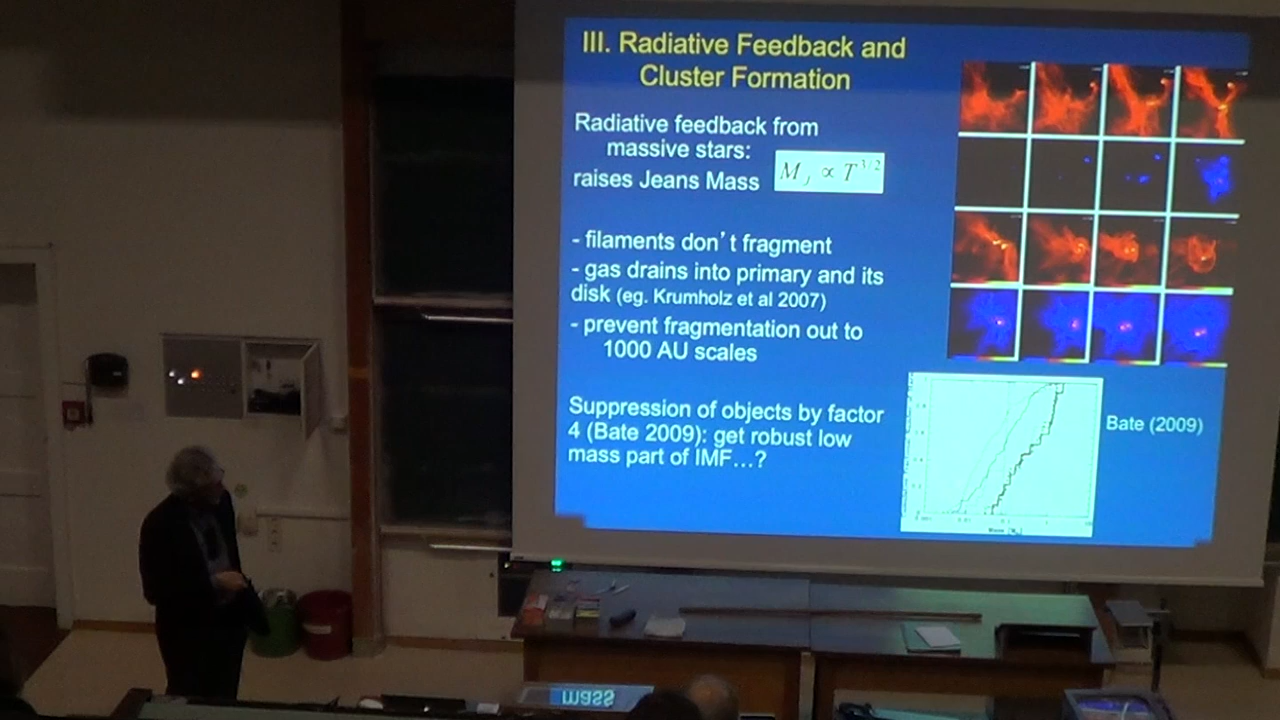 III. Radiative Feedback and
Cluster Formation
Radiative feedback from
massive stars:
raises Jeans Mass
M J ∝ T 3/2
- filaments don't fragment
- gas drains into primary and its
disk (eg. Krumholz et al 2007)
- prevent fragmentation out to
1000 AU scales
Suppression of objects by factor
4 (Bate 2009): get robust low
mass part of IMF…?
Bate (2009)
mass